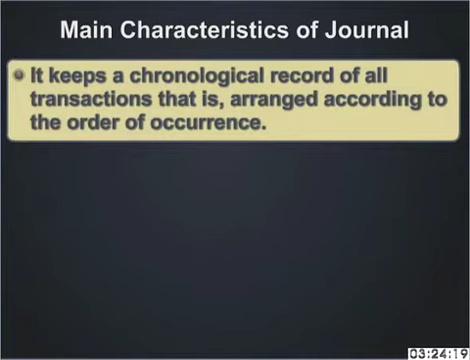 Main Characteristics of Journal
It keeps a chronological record of all
transactions that is, arranged according to
the order of occurrence.
03:24:19